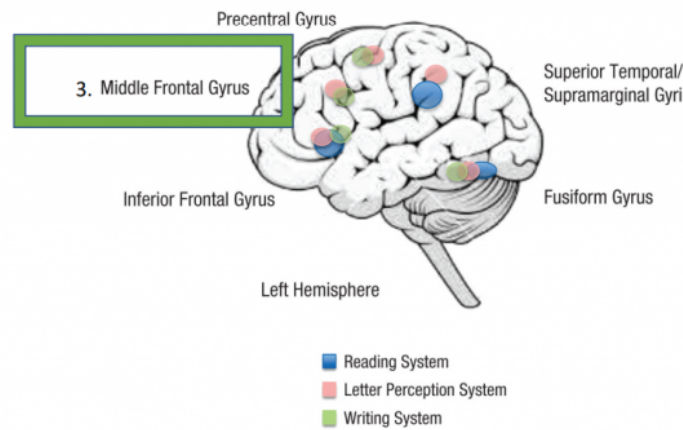 Precentral Gyrus
3. Middle Frontal Gyrus
Superior Temporal/
Supramarginal Gyri
Inferior Frontal Gyrus
Fusiform Gyrus
Left Hemisphere
Reading System
Letter Perception System
Writing System